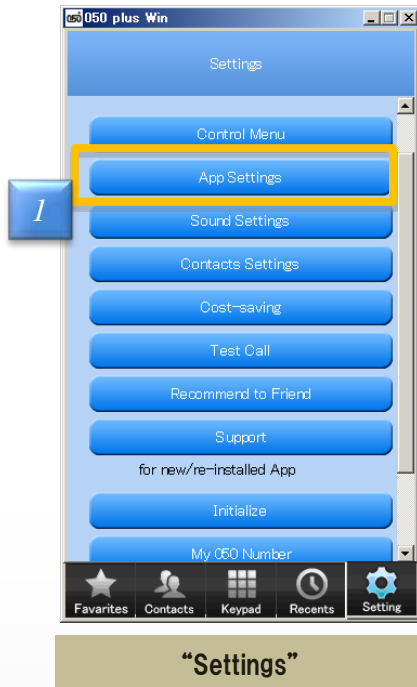 050 050 plus Win
Settings
Control Menu
App Settings
1
Sound Settings
Contacts Settings
Cost-saving
Test Call
Recommend to Friend
Support
for new/re-installed App
Initialize
My 050 Number
Favarites Contacts Keypad Recents Setting
“Settings”